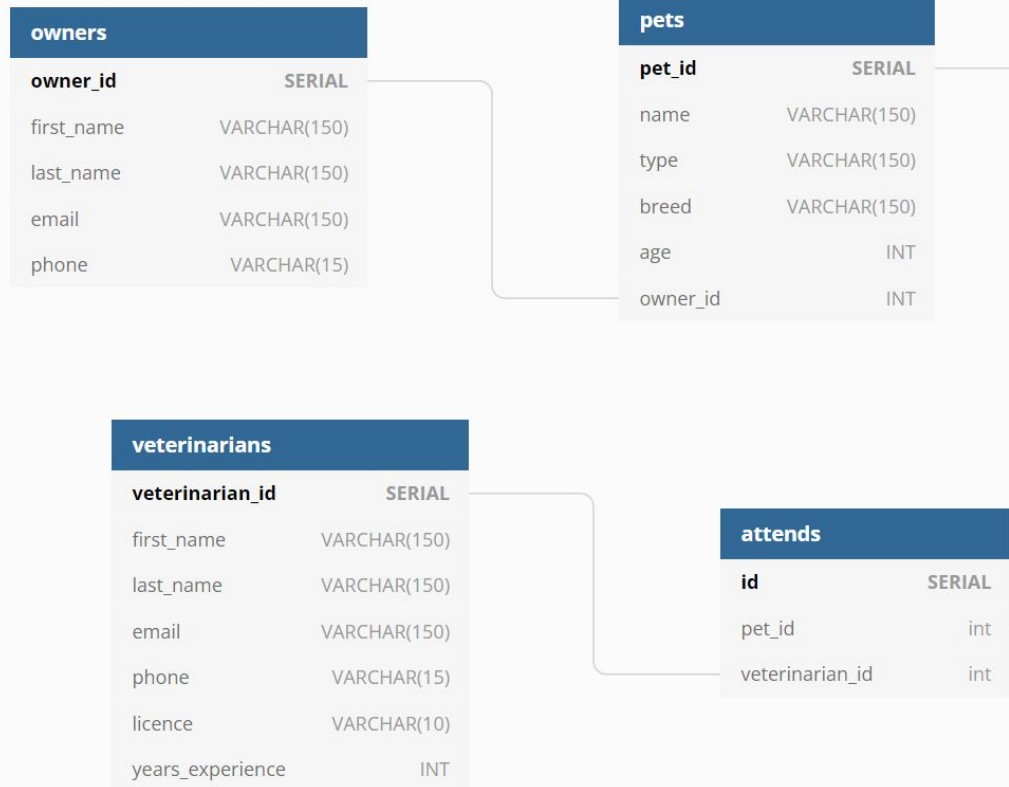 owners
owner_id SERIAL
first_name VARCHAR(150)
last_name VARCHAR(150)
email VARCHAR(150)
phone VARCHAR(15)
pets
pet_id SERIAL
name VARCHAR(150)
type VARCHAR(150)
breed VARCHAR(150)
age INT
owner_id INT
veterinarians
veterinarian_id SERIAL
first_name VARCHAR(150)
last_name VARCHAR(150)
email VARCHAR(150)
phone VARCHAR(15)
licence VARCHAR(10)
years_experience INT
attends
id SERIAL
pet_id int
veterinarian_id int